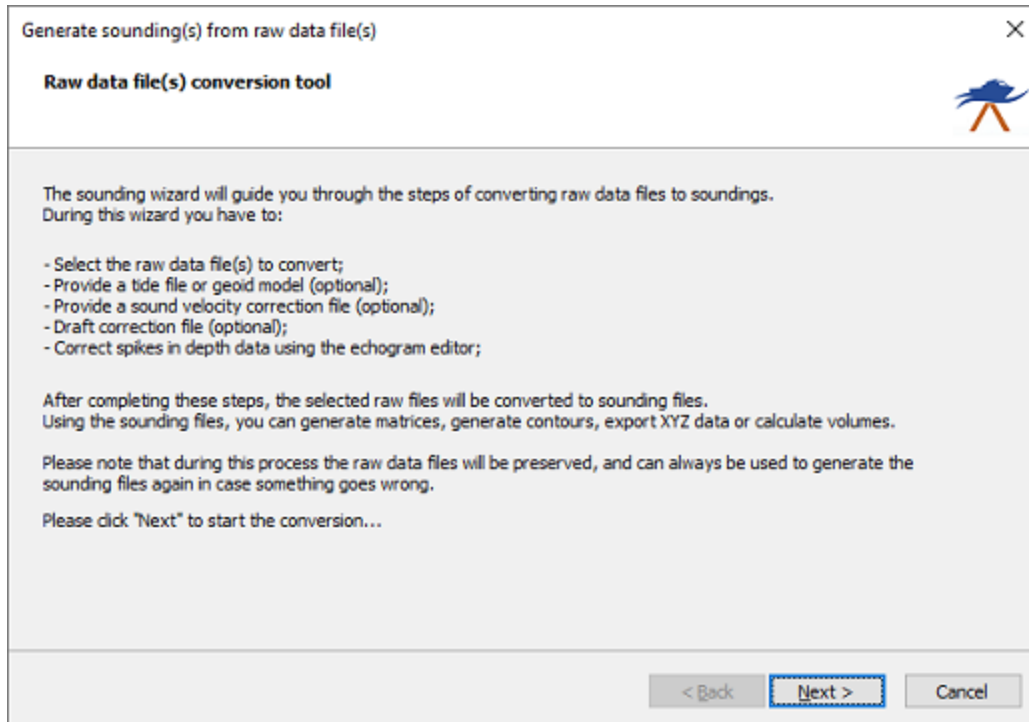 Generate sounding(s) from raw data file(s)
Raw data file(s) conversion tool
The sounding wizard will guide you through the steps of converting raw data files to soundings.
During this wizard you have to:
- Select the raw data file(s) to convert;
- Provide a tide file or geoid model (optional);
- Provide a sound velocity correction file (optional);
- Draft correction file (optional);
- Correct spikes in depth data using the echogram editor;
After completing these steps, the selected raw files will be converted to sounding files.
Using the sounding files, you can generate matrices, generate contours, export XYZ data or calculate volumes.
Please note that during this process the raw data files will be preserved, and can always be used to generate the
sounding files again in case something goes wrong.
Please click "Next" to start the conversion...
< Back Next > Cancel